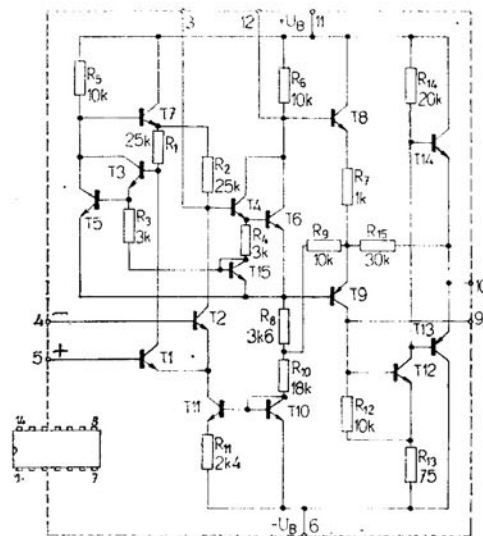 3 12 +U_B 11
R5 10k
R6 10k
R14 20k
T7
25k R1
T8
T14
T3
R2 25k
R7 1k
T4
T6
T5
R3 3k
R4 3k
R9 10k
R15 30k
T15
10
T9
9
4 −
T2
R8 3k6
T13
5 +
T1
T12
R10 18k
T11
T10
R12 10k
14 8
R11 2k4
R13 75
1 7
-U_B 6